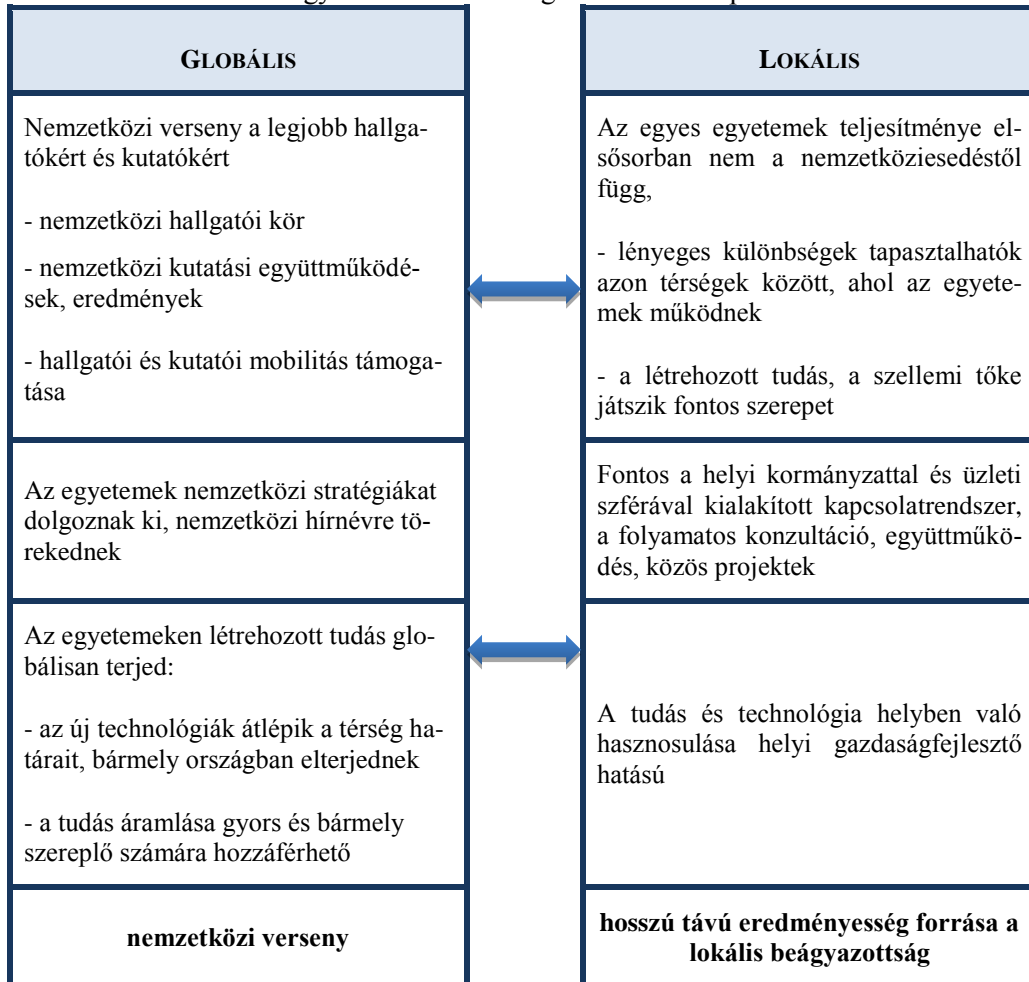 GLOBÁLIS
Nemzetközi verseny a legjobb hallga-
tókért és kutatókért
- nemzetközi hallgatói kör
- nemzetközi kutatási együttműködé-
sek, eredmények
- hallgatói és kutatói mobilitás támoga-
tása
Az egyetemek nemzetközi stratégiákat
dolgoznak ki, nemzetközi hírnévre tö-
rekednek
Az egyetemeken létrehozott tudás glo-
bálisan terjed:
- az új technológiák átlépik a térség ha-
tárait, bármely országban elterjednek
- a tudás áramlása gyors és bármely
szereplő számára hozzáférhető
nemzetközi verseny
LOKÁLIS
Az egyes egyetemek teljesítménye el-
sősorban nem a nemzetköziesedéstől
függ,
- lényeges különbségek tapasztalhatók
azon térségek között, ahol az egyete-
mek működnek
- a létrehozott tudás, a szellemi tőke
játszik fontos szerepet
Fontos a helyi kormányzattal és üzleti
szférával kialakított kapcsolatrendszer,
a folyamatos konzultáció, együttműkö-
dés, közös projektek
A tudás és technológia helyben való
hasznosulása helyi gazdaságfejlesztő
hatású
hosszú távú eredményesség forrása a
lokális beágyazottság